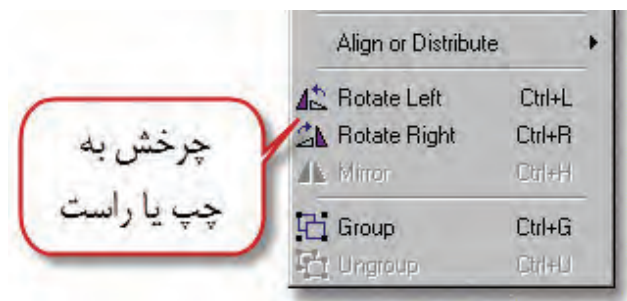 Align or Distribute
Rotate Left Ctrl+L
Rotate Right Ctrl+R
Mirror Ctrl+H
Group Ctrl+G
Ungroup Ctrl+U
چرخش به
چپ یا راست